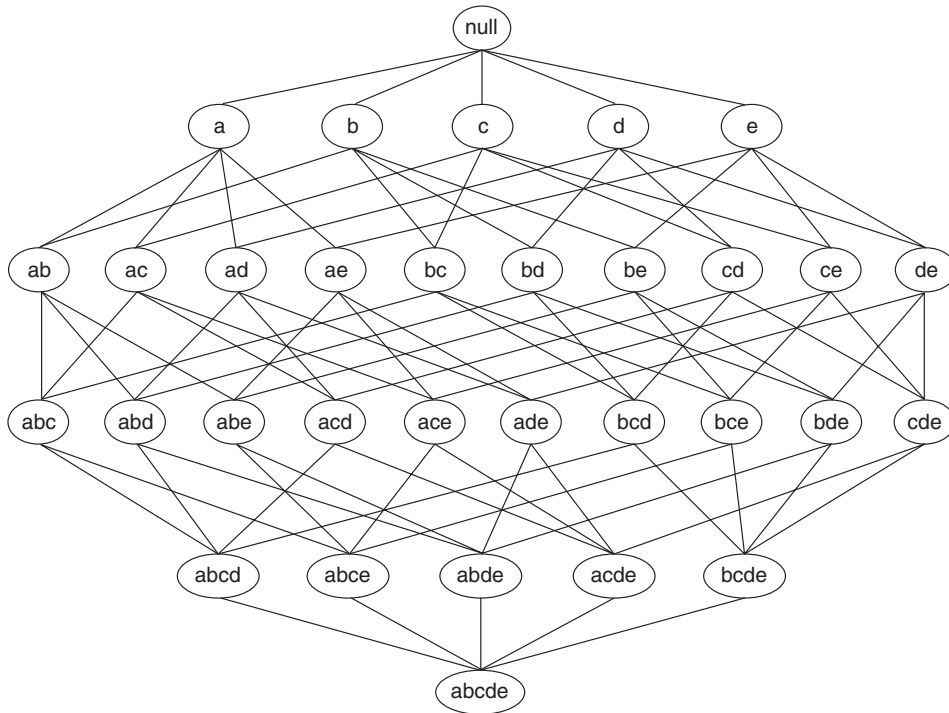 null
a b c d e
ab ac ad ae bc bd be cd ce de
abc abd abe acd ace ade bcd bce bde cde
abcd abce abde acde bcde
abcde